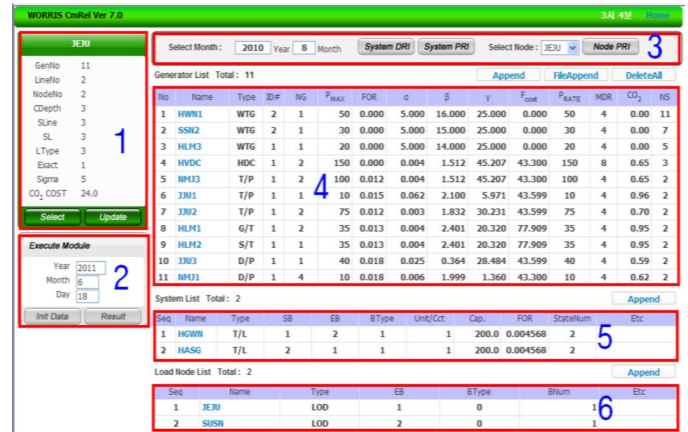 WORRIS CmRel Ver 7.0 3시 4분 Home
JEJU
GenNo 11
LineNo 2
NodeNo 2
CDepth 3
SLine 3
SL 3
LType 3
Exact 1
Sigma 5
CO2 COST 24.0
Select Update
1
Execute Module
Year 2011
Month 6
Day 18
Init Data Result
2
Select Month : 2010 Year 8 Month System DRI System PRI Select Node : JEJU Node PRI 3
Generator List Total : 11 Append FileAppend DeleteAll
No Name Type ID# NG PMAX FOR α β γ Fcost PRATE MDR CO2 NS
1 HWN1 WTG 2 1 50 0.000 5.000 16.000 25.000 0.000 50 4 0.00 11
2 SSN2 WTG 2 1 30 0.000 5.000 15.000 25.000 0.000 30 4 0.00 7
3 HLM3 WTG 1 1 20 0.000 5.000 14.000 25.000 0.000 20 4 0.00 5
4 HVDC HDC 1 2 150 0.000 0.004 1.512 45.207 43.300 150 8 0.65 3
5 NMJ3 T/P 1 2 100 0.012 0.004 1.512 45.207 43.300 100 4 0.65 2
4
6 JJU1 T/P 1 1 10 0.015 0.062 2.100 5.971 43.599 10 4 0.96 2
7 JJU2 T/P 1 2 75 0.012 0.003 1.832 30.231 43.599 75 4 0.70 2
8 HLM1 G/T 1 2 35 0.013 0.004 2.401 20.320 77.909 35 4 0.95 2
9 HLM2 S/T 1 1 35 0.013 0.004 2.401 20.320 77.909 35 4 0.95 2
10 JJU3 D/P 1 1 40 0.018 0.025 0.364 28.484 43.599 40 4 0.59 2
11 NMJ1 D/P 1 4 10 0.018 0.006 1.999 1.360 43.300 10 4 0.62 2
System List Total : 2 Append
Seq Name Type SB EB BType Unit/Cct Cap. FOR StateNum Etc
1 HGWN T/L 1 2 1 1 200.0 0.004568 2
2 HASG T/L 2 1 1 1 200.0 0.004568 2
5
Load Node List Total : 2 Append
Seq Name Type EB BType BNum Etc
1 JEJU LOD 1 0 1
2 SUSN LOD 2 0 1
6